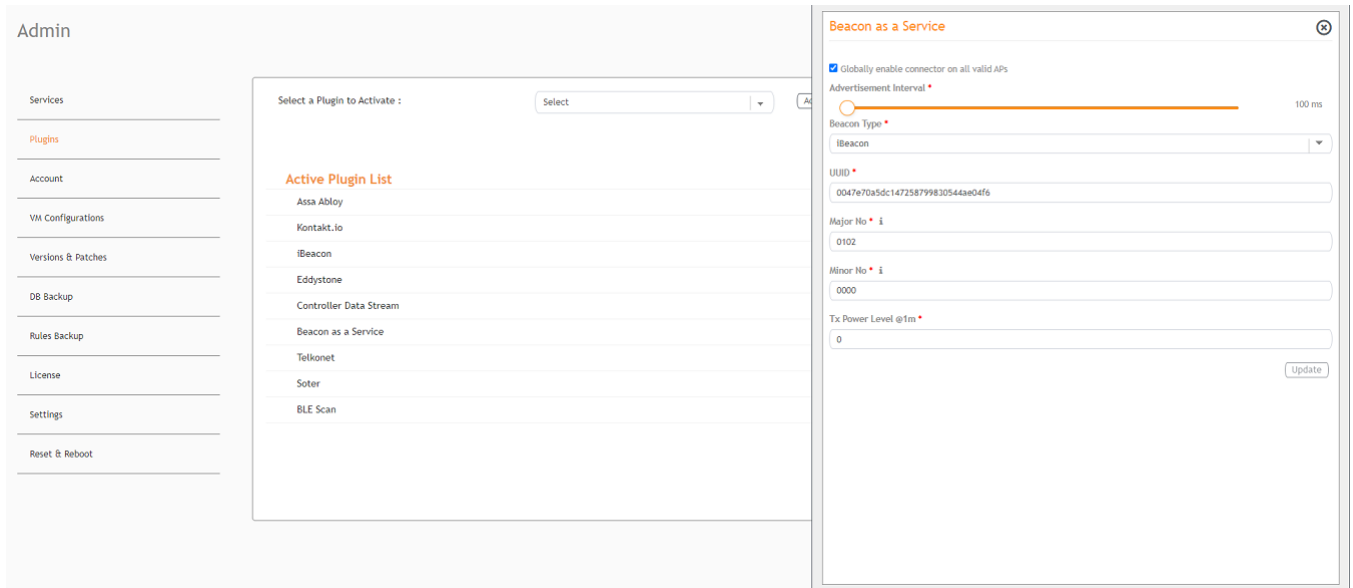 Admin
Services
Plugins
Account
VM Configurations
Versions & Patches
DB Backup
Rules Backup
License
Settings
Reset & Reboot
Select a Plugin to Activate :
Select
Active Plugin List
Assa Abloy
Kontakt.io
iBeacon
Eddystone
Controller Data Stream
Beacon as a Service
Telkonet
Soter
BLE Scan
Beacon as a Service
Globally enable connector on all valid APs
Advertisement Interval *
100 ms
Beacon Type *
iBeacon
UUID *
0047e70a5dc147258799830544ae04f6
Major No * i
0102
Minor No * i
0000
Tx Power Level @1m *
0
Update